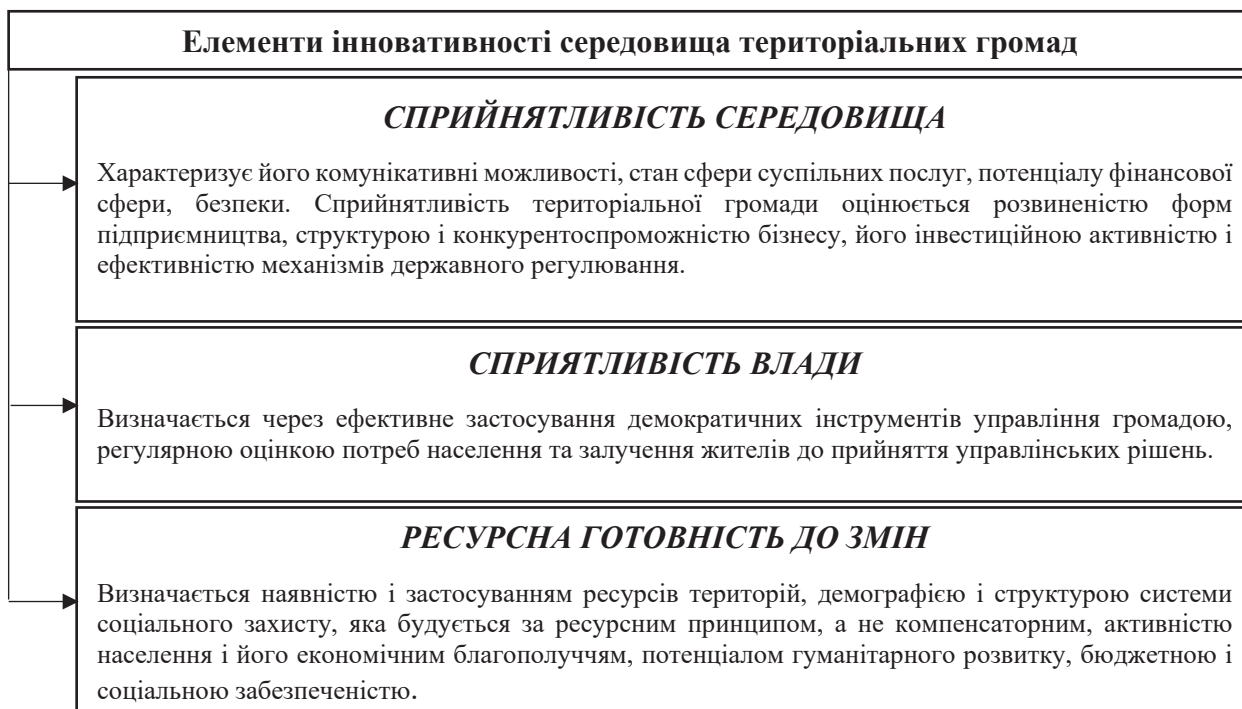 Елементи інновативності середовища територіальних громад
СПРИЙНЯТЛИВІСТЬ СЕРЕДОВИЩА
Характеризує його комунікативні можливості, стан сфери суспільних послуг, потенціалу фінансової
сфери, безпеки. Сприйнятливість територіальної громади оцінюється розвиненістю форм
підприємництва, структурою і конкурентоспроможністю бізнесу, його інвестиційною активністю і
ефективністю механізмів державного регулювання.
СПРИЯТЛИВІСТЬ ВЛАДИ
Визначається через ефективне застосування демократичних інструментів управління громадою,
регулярною оцінкою потреб населення та залучення жителів до прийняття управлінських рішень.
РЕСУРСНА ГОТОВНІСТЬ ДО ЗМІН
Визначається наявністю і застосуванням ресурсів територій, демографією і структурою системи
соціального захисту, яка будується за ресурсним принципом, а не компенсаторним, активністю
населення і його економічним благополуччям, потенціалом гуманітарного розвитку, бюджетною і
соціальною забезпеченістю.